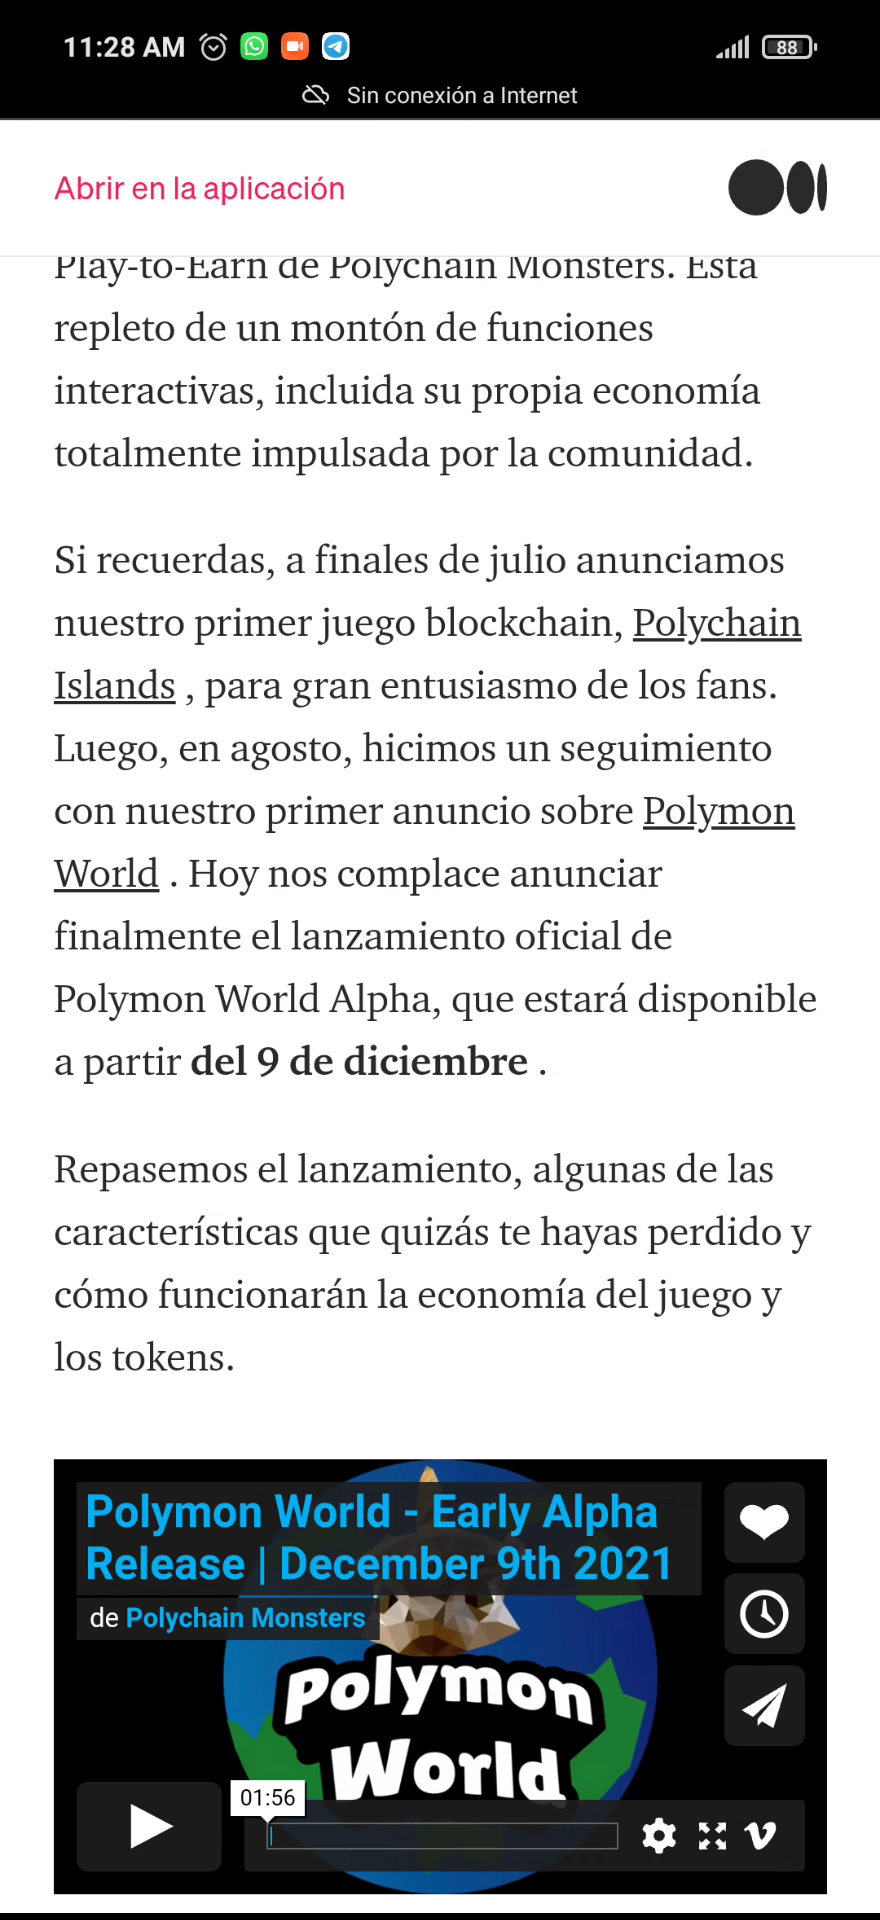 11:28 AM
88
Sin conexión a Internet
Abrir en la aplicación
Play-to-Earn de Polychain Monsters. Está
repleto de un montón de funciones
interactivas, incluida su propia economía
totalmente impulsada por la comunidad.
Si recuerdas, a finales de julio anunciamos
nuestro primer juego blockchain, Polychain
Islands , para gran entusiasmo de los fans.
Luego, en agosto, hicimos un seguimiento
con nuestro primer anuncio sobre Polymon
World . Hoy nos complace anunciar
finalmente el lanzamiento oficial de
Polymon World Alpha, que estará disponible
a partir del 9 de diciembre .
Repasemos el lanzamiento, algunas de las
características que quizás te hayas perdido y
cómo funcionarán la economía del juego y
los tokens.
Polymon World - Early Alpha
Release | December 9th 2021
de Polychain Monsters
Polymon
World
01:56